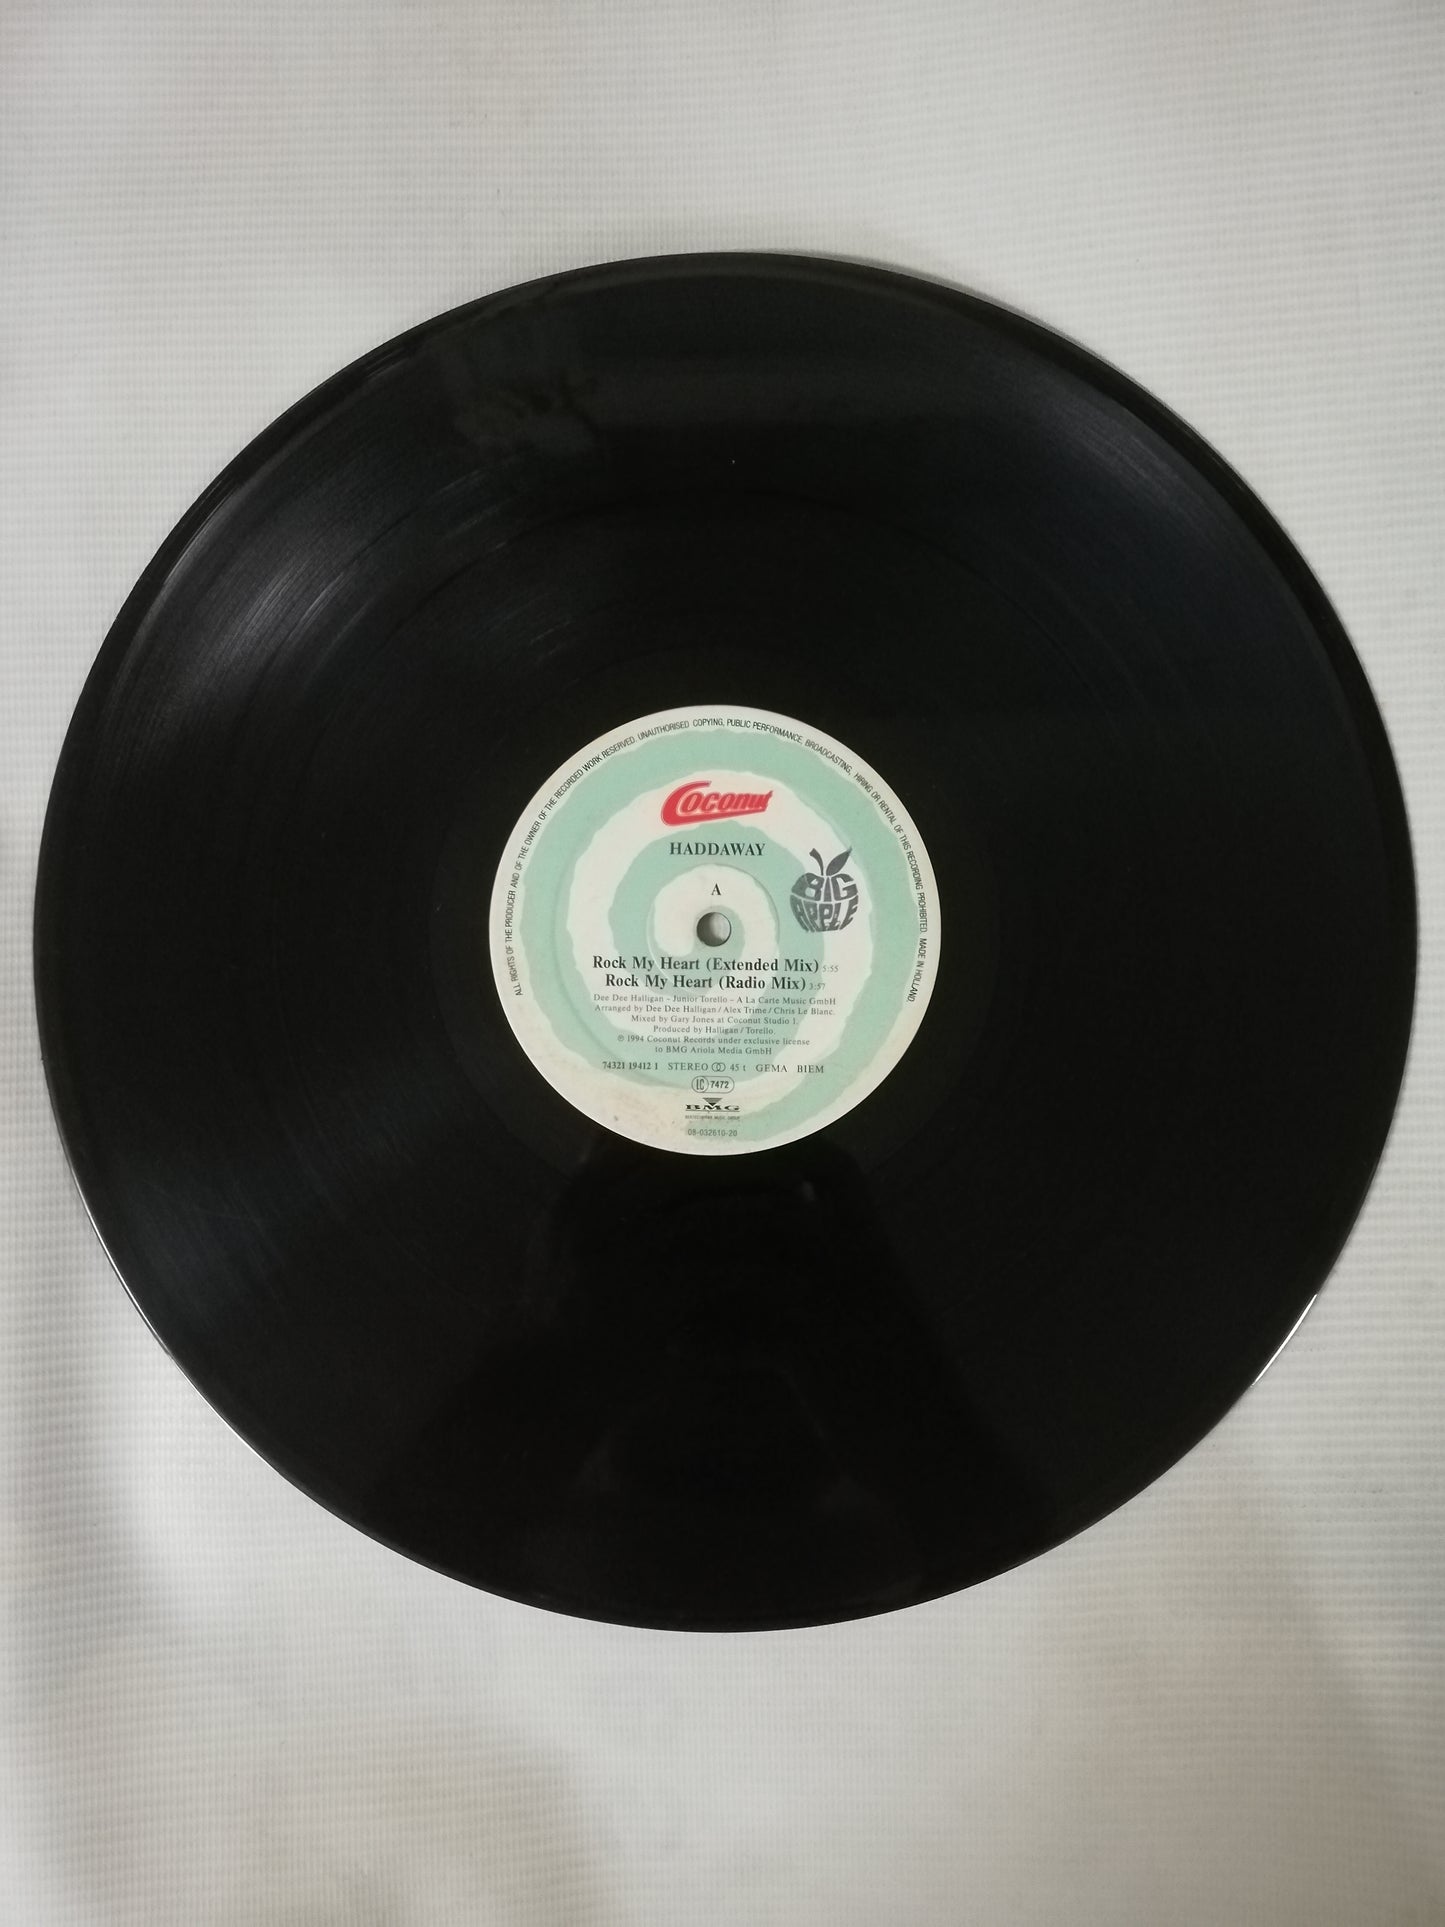 ALL RIGHTS OF THE PRODUCER AND OF THE OWNER OF THE RECORDED WORK RESERVED. UNAUTHORISED COPYING, PUBLIC PERFORMANCE, BROADCASTING, HIRING OR RENTAL OF THIS RECORDING PROHIBITED. MADE IN HOLLAND.
Coconut
HADDAWAY
A
BIG
APPLE
Rock My Heart (Extended Mix) 5:55
Rock My Heart (Radio Mix) 3:57
Dee Dee Halligan - Junior Torello - A La Carte Music GmbH
Arranged by Dee Dee Halligan / Alex Trime / Chris Le Blanc.
Mixed by Gary Jones at Coconut Studio 1.
Produced by Halligan / Torello.
℗ 1994 Coconut Records under exclusive license
to BMG Ariola Media GmbH
74321 19412 1 STEREO 45 t GEMA BIEM
LC 7472
BMG
BERTELSMANN MUSIC GROUP
08-032610-20